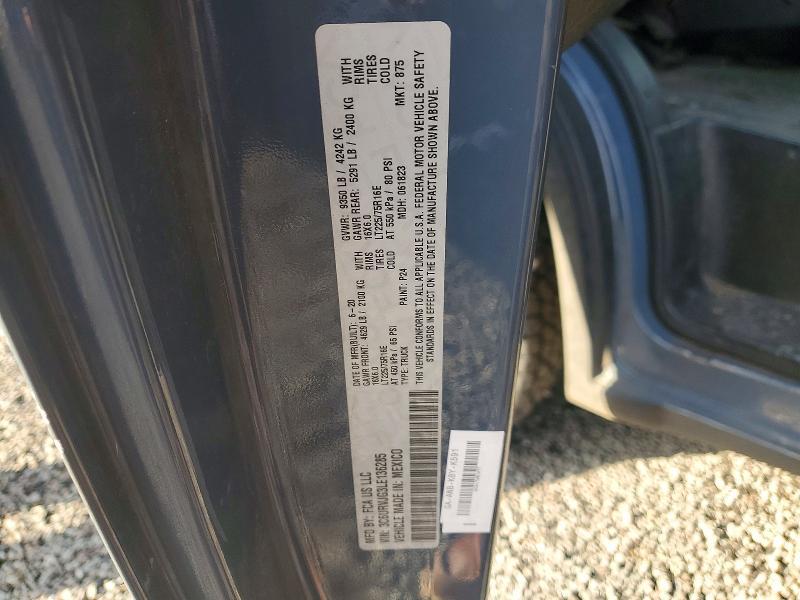 MFD BY: FCA US LLC
DATE OF MFR(BUILT): 6-20
GVWR: 9350 LB / 4242 KG
GAWR FRONT: 4629 LB / 2100 KG WITH
GAWR REAR: 5291 LB / 2400 KG WITH
16X6.0 RIMS
16X6.0 RIMS
LT225/75R16E TIRES
LT225/75R16E TIRES
AT 450 kPa / 65 PSI COLD
AT 550 kPa / 80 PSI COLD
VIN: 3C6URVJG3LE136285
TYPE: TRUCK
PAINT: P24
MDH: 061823
MKT: 875
VEHICLE MADE IN: MEXICO
THIS VEHICLE CONFORMS TO ALL APPLICABLE U.S.A. FEDERAL MOTOR VEHICLE SAFETY
STANDARDS IN EFFECT ON THE DATE OF MANUFACTURE SHOWN ABOVE.